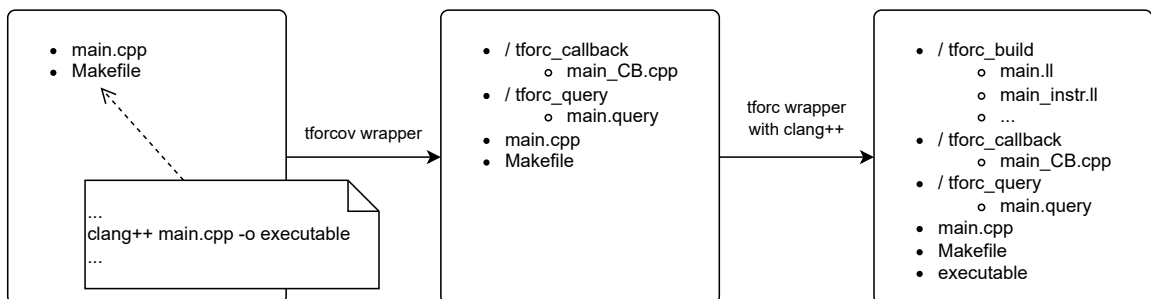 main.cpp
Makefile
...
clang++ main.cpp -o executable
...
tforcov wrapper
/ tforc_callback
main_CB.cpp
/ tforc_query
main.query
main.cpp
Makefile
tforc wrapper
with clang++
/ tforc_build
main.ll
main_instr.ll
...
/ tforc_callback
main_CB.cpp
/ tforc_query
main.query
main.cpp
Makefile
executable